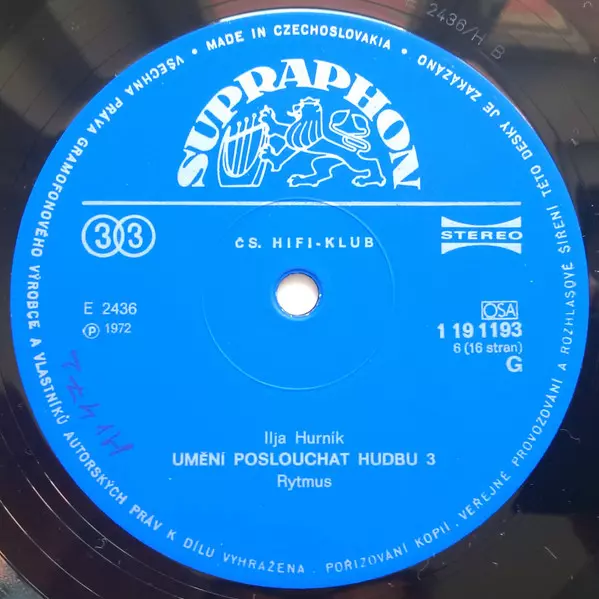 VŠECHNA PRÁVA GRAMOFONOVÉHO VÝROBCE A VLASTNÍKŮ AUTORSKÝCH PRÁV K DÍLU VYHRAŽENA. POŘIZOVÁNÍ KOPIÍ, VEŘEJNÉ PROVOZOVÁNÍ A ROZHLASOVÉ ŠÍŘENÍ TÉTO DESKY JE ZAKÁZÁNO • MADE IN CZECHOSLOVAKIA •
E 2436/H B
SUPRAPHON
33
STEREO
ČS. HIFI-KLUB
E 2436
Ⓟ 1972
OSA
1 19 1193
6 (16 stran)
G
Ilja Hurník
UMĚNÍ POSLOUCHAT HUDBU 3
Rytmus